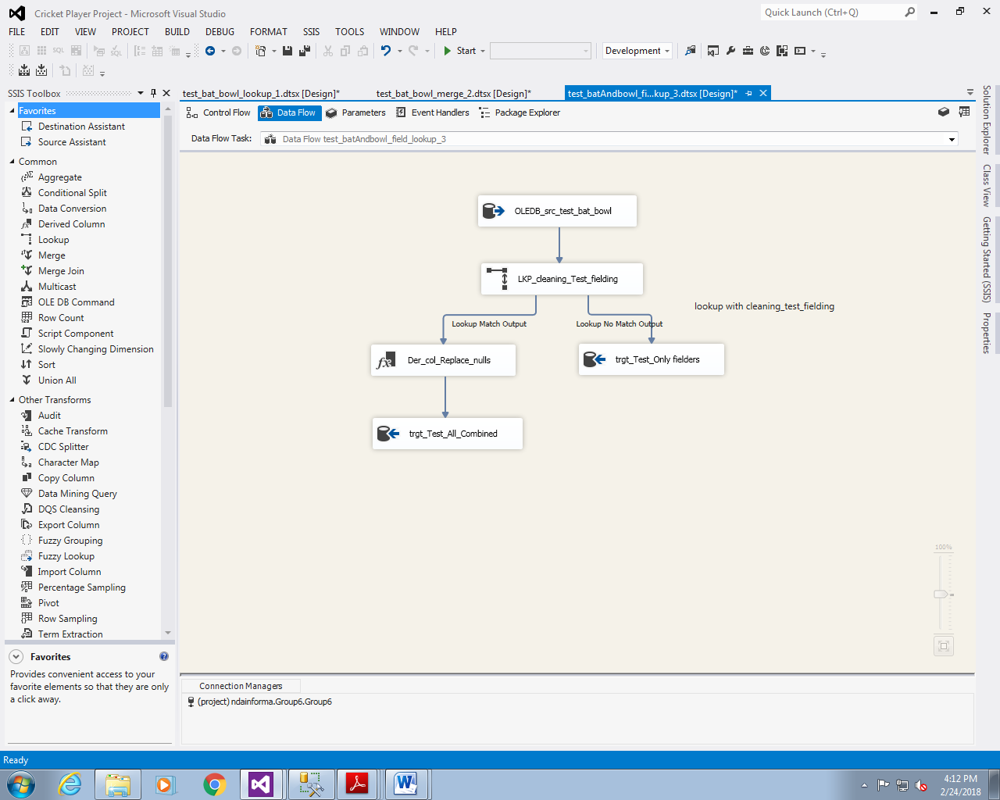 Cricket Player Project - Microsoft Visual Studio
Quick Launch (Ctrl+Q)
FILE EDIT VIEW PROJECT BUILD DEBUG FORMAT SSIS TOOLS WINDOW HELP
SQL
Start
Development
SSIS Toolbox
test_bat_bowl_lookup_1.dtsx [Design]*
test_bat_bowl_merge_2.dtsx [Design]*
test_batAndbowl_fi...kup_3.dtsx [Design]*
Control Flow
Data Flow
Parameters
Event Handlers
Package Explorer
Data Flow Task:
Data Flow test_batAndbowl_field_lookup_3
Favorites
Destination Assistant
Source Assistant
Common
Aggregate
Conditional Split
Data Conversion
Derived Column
Lookup
Merge
Merge Join
Multicast
OLE DB Command
Row Count
Script Component
Slowly Changing Dimension
Sort
Union All
Other Transforms
Audit
Cache Transform
CDC Splitter
Character Map
Copy Column
Data Mining Query
DQS Cleansing
Export Column
Fuzzy Grouping
Fuzzy Lookup
Import Column
Percentage Sampling
Pivot
Row Sampling
Term Extraction
Favorites
Provides convenient access to your
favorite elements so that they are only
a click away.
OLEDB_src_test_bat_bowl
LKP_cleaning_Test_fielding
lookup with cleaning_test_fielding
Lookup Match Output
Lookup No Match Output
Der_col_Replace_nulls
trgt_Test_Only fielders
trgt_Test_All_Combined
100%
Solution Explorer
Class View
Getting Started (SSIS)
Properties
Connection Managers
(project) ndainforma.Group6.Group6
Ready
4:12 PM
2/24/2018